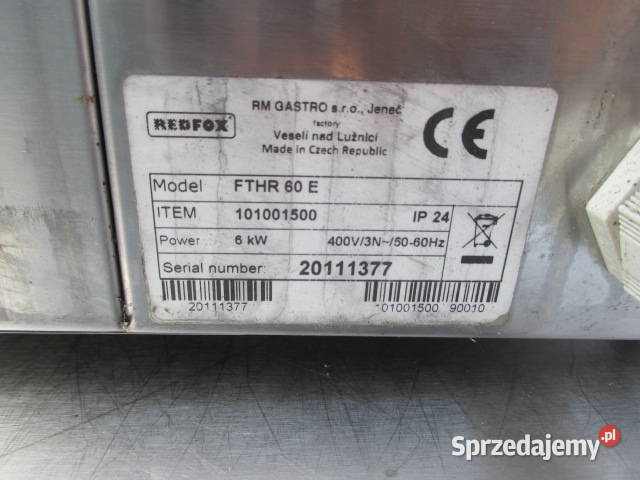 REDFOX
RM GASTRO s.r.o., Jeneč
factory
Veselí nad Lužnicí
Made in Czech Republic
CE
Model FTHR 60 E
ITEM 101001500 IP 24
Power 6 kW 400V/3N~/50-60Hz
Serial number: 20111377
20111377
101001500 90010
Sprzedajemy.pl